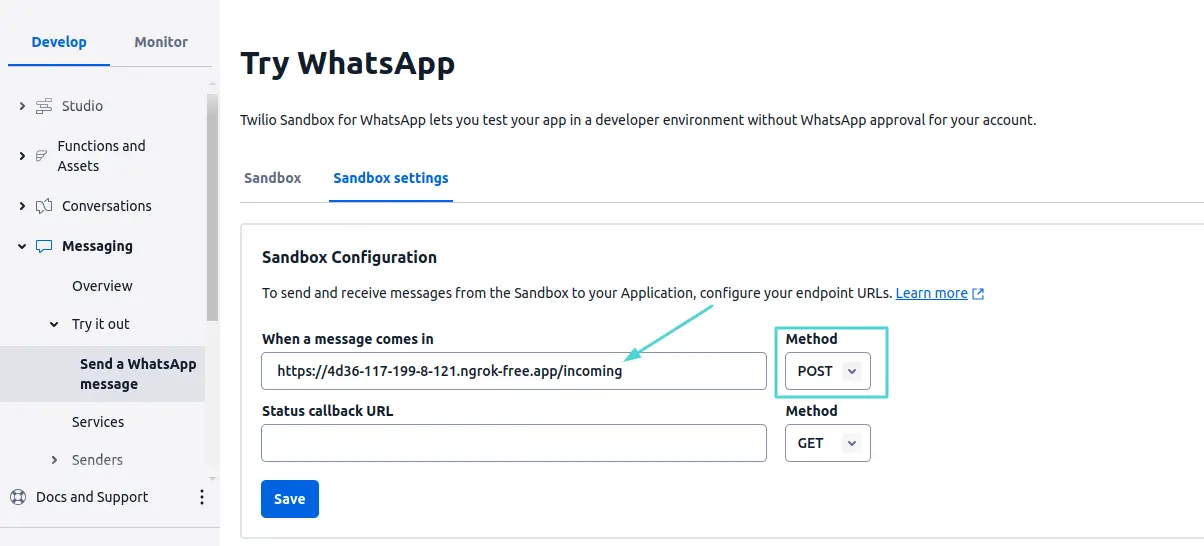 Develop
Monitor
Studio
Functions and
Assets
Conversations
Messaging
Overview
Try it out
Send a WhatsApp
message
Services
Senders
Docs and Support
Try WhatsApp
Twilio Sandbox for WhatsApp lets you test your app in a developer environment without WhatsApp approval for your account.
Sandbox
Sandbox settings
Sandbox Configuration
To send and receive messages from the Sandbox to your Application, configure your endpoint URLs. Learn more
When a message comes in
Method
https://4d36-117-199-8-121.ngrok-free.app/incoming
POST
Status callback URL
Method
GET
Save